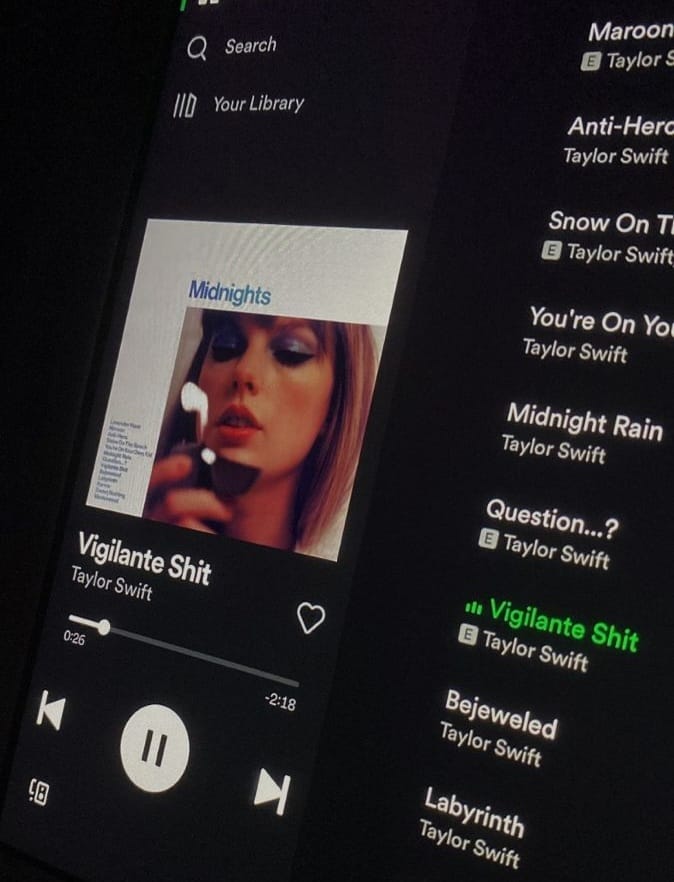 Search
Your Library
Midnights
Vigilante Shit
Taylor Swift
0:26
-2:18
Maroon
E Taylor S
Anti-Hero
Taylor Swift
Snow On Th
E Taylor Swift
You're On You
Taylor Swift
Midnight Rain
Taylor Swift
Question...?
E Taylor Swift
Vigilante Shit
E Taylor Swift
Bejeweled
Taylor Swift
Labyrinth
Taylor Swift